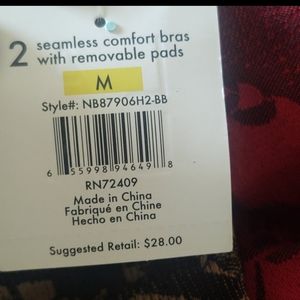 2 seamless comfort bras
with removable pads
M
Style#: NB87906H2-BB
6 55998 94649 8
RN72409
Made in China
Fabriqué en Chine
Hecho en China
Suggested Retail: $28.00